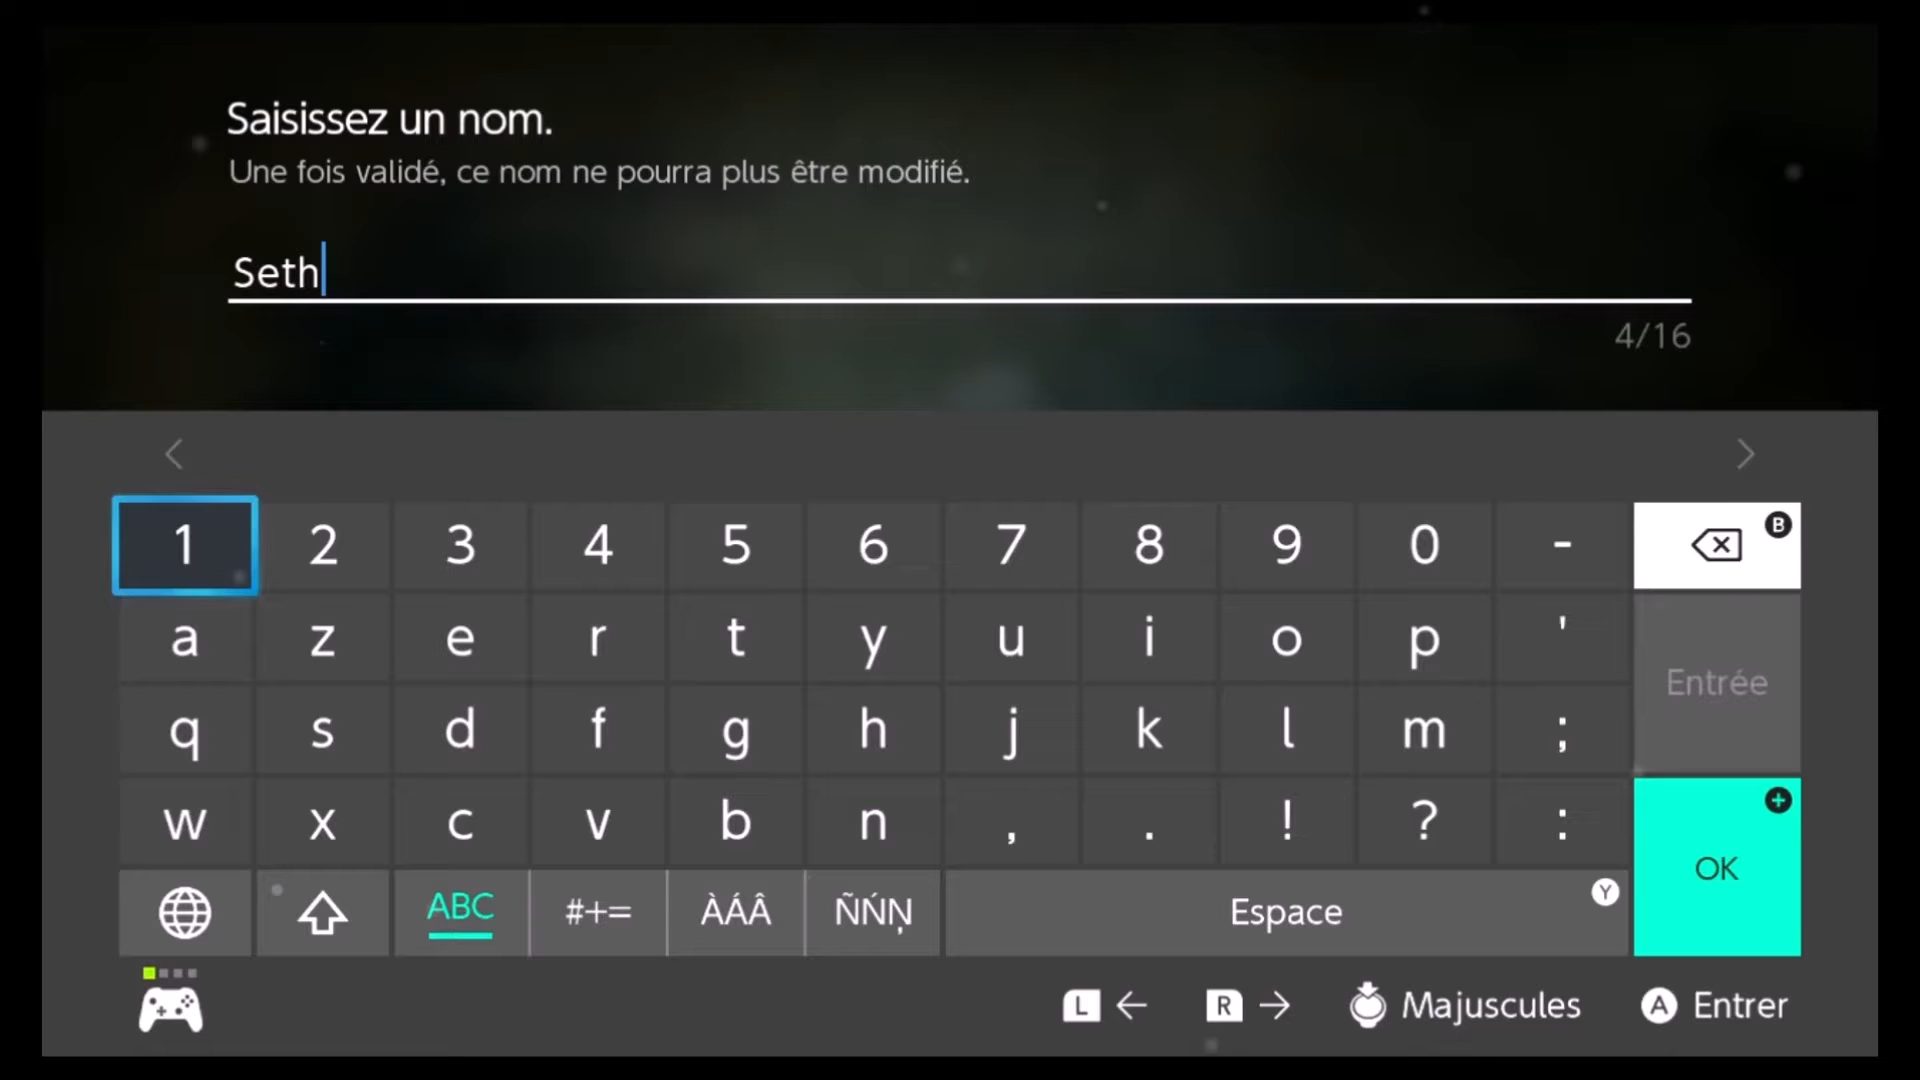 Saisissez un nom.
Une fois validé, ce nom ne pourra plus être modifié.
Seth
4/16
1 2 3 4 5 6 7 8 9 0 - B
a z e r t y u i o p '
Entrée
q s d f g h j k l m ;
w x c v b n , . ! ? :
OK
ABC #+= ÀÁÂ ÑŃŅ Espace Y
L ← R → Majuscules A Entrer